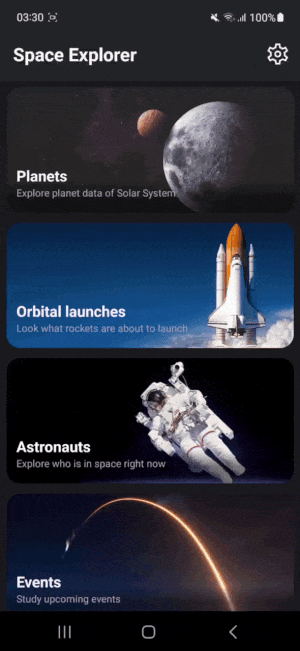 03:30
100%
Space Explorer
Planets
Explore planet data of Solar System
Orbital launches
Look what rockets are about to launch
Astronauts
Explore who is in space right now
Events
Study upcoming events